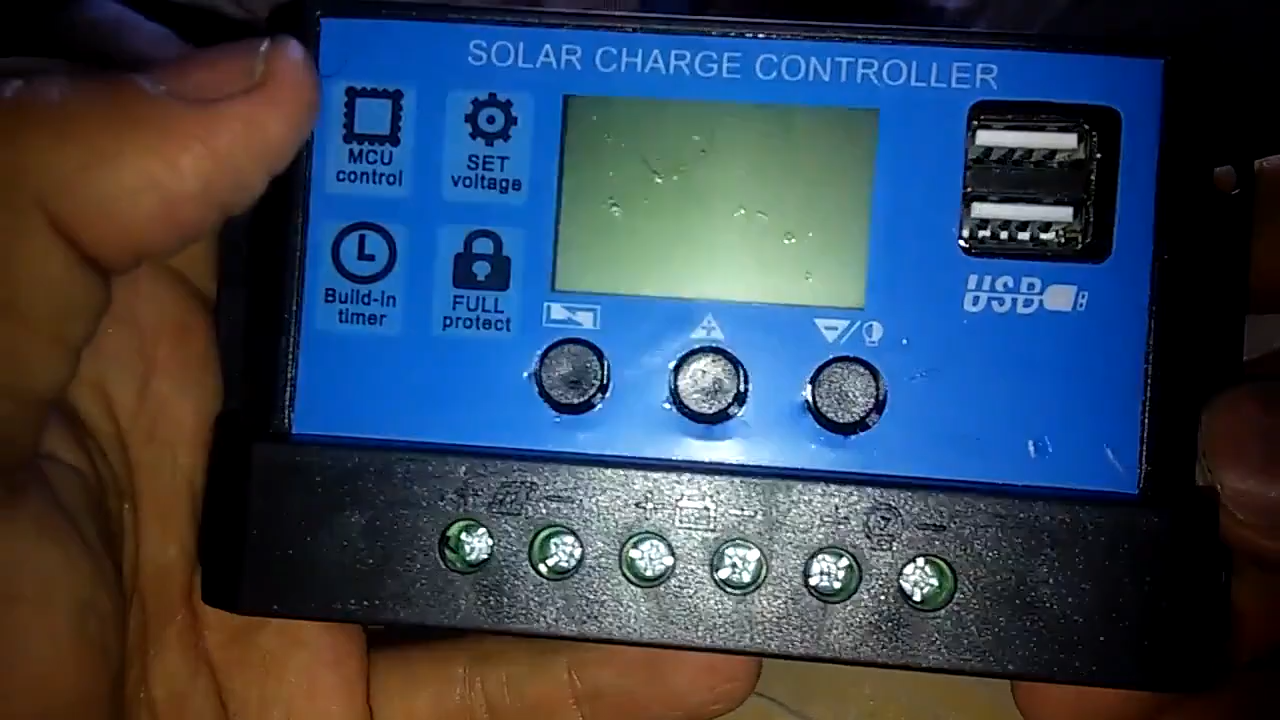 SOLAR CHARGE CONTROLLER
MCU
control
SET
voltage
Build-in
timer
FULL
protect
USB